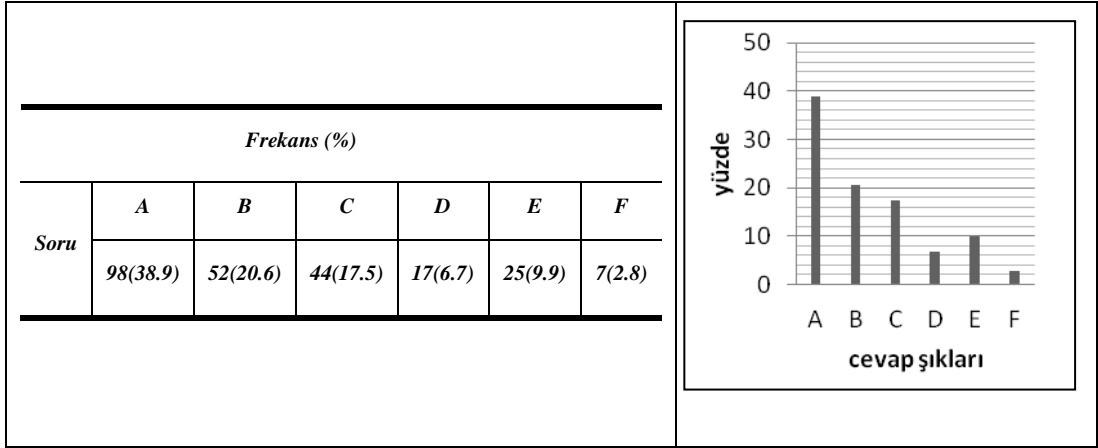 Frekans (%)
Soru
A B C D E F
98(38.9) 52(20.6) 44(17.5) 17(6.7) 25(9.9) 7(2.8)
50
40
30
20
10
0
yüzde
A B C D E F
cevap şıkları